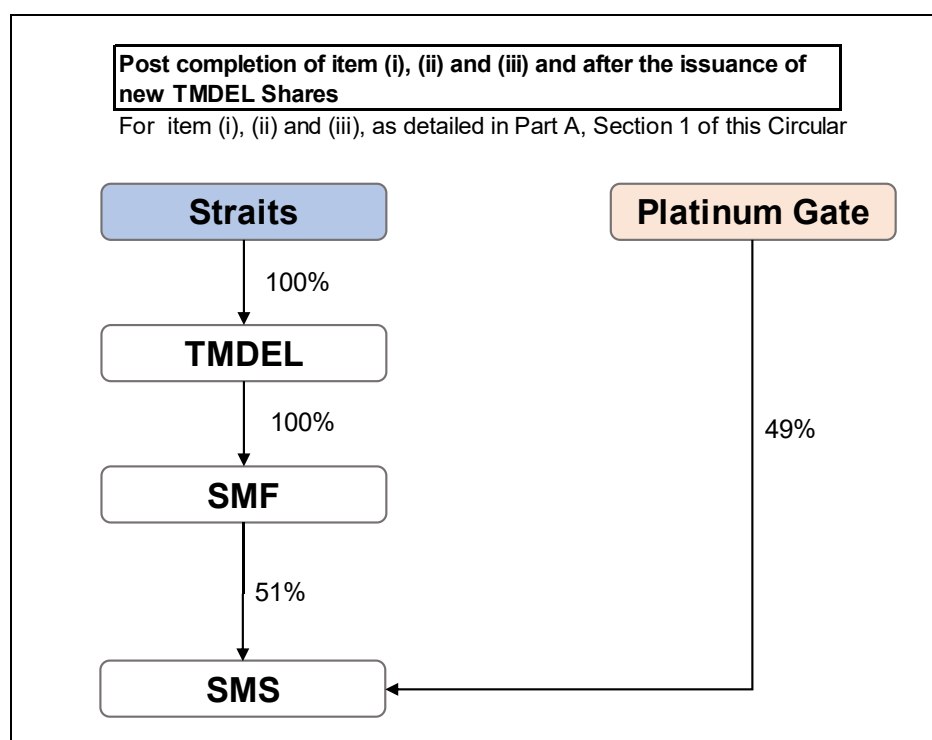 Post completion of item (i), (ii) and (iii) and after the issuance of
new TMDEL Shares
For item (i), (ii) and (iii), as detailed in Part A, Section 1 of this Circular
Straits
Platinum Gate
100%
TMDEL
100%
49%
SMF
51%
SMS